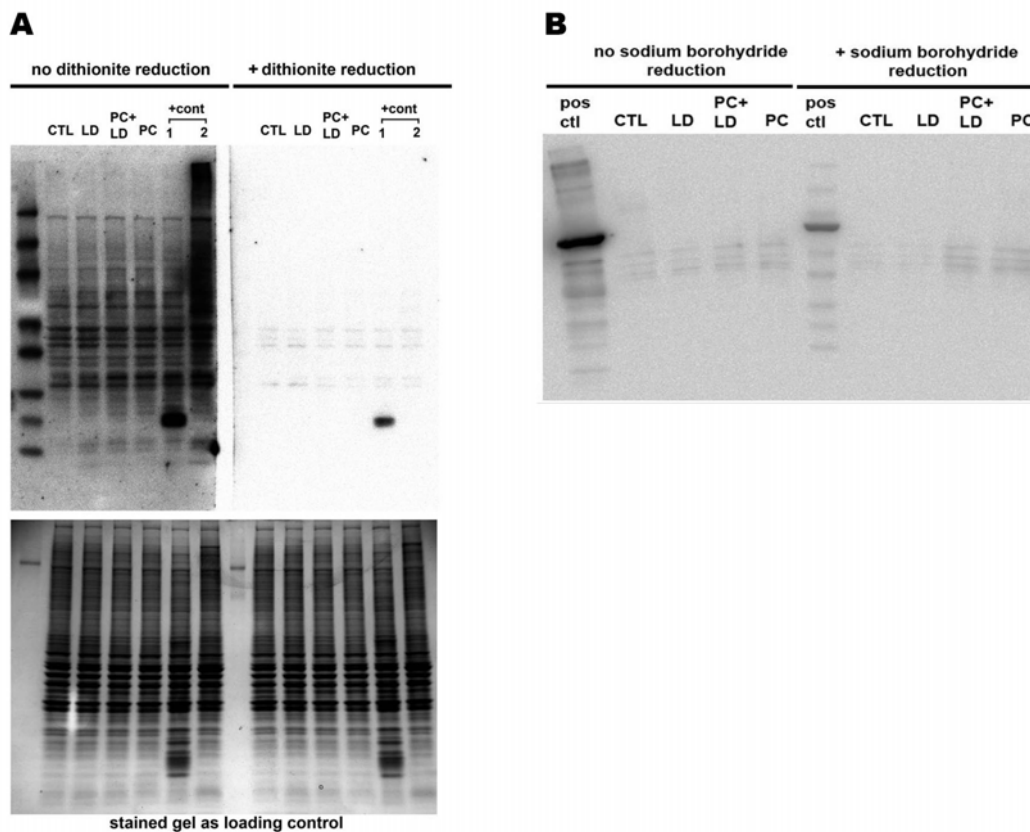 A
no dithionite reduction
+ dithionite reduction
CTL LD PC+ LD PC +cont 1 2
CTL LD PC+ LD PC +cont 1 2
stained gel as loading control
B
no sodium borohydride
reduction
+ sodium borohydride
reduction
pos ctl CTL LD PC+ LD PC
pos ctl CTL LD PC+ LD PC